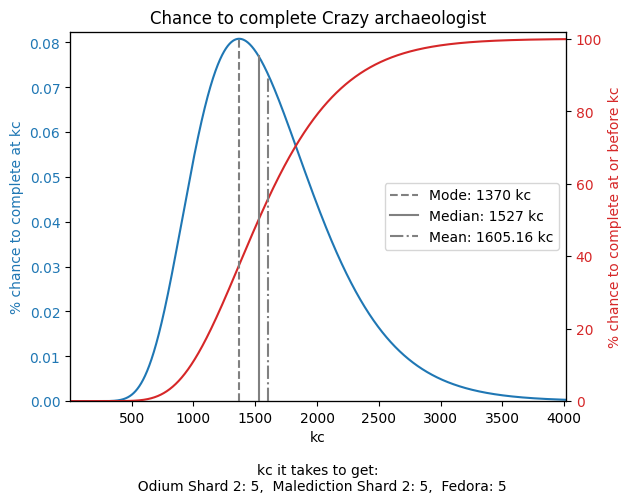 Chance to complete Crazy archaeologist
% chance to complete at kc
0.08
0.07
0.06
0.05
0.04
0.03
0.02
0.01
0.00
500
1000
1500
2000
2500
3000
3500
4000
kc
100
80
60
40
20
0
% chance to complete at or before kc
Mode: 1370 kc
Median: 1527 kc
Mean: 1605.16 kc
kc it takes to get:
Odium Shard 2: 5,  Malediction Shard 2: 5,  Fedora: 5